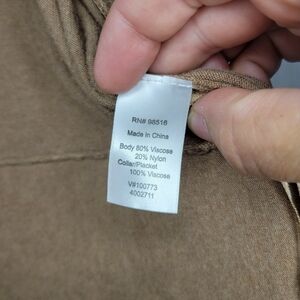 RN# 98516
Made in China
Body 80% Viscose
20% Nylon
Collar/Placket
100% Viscose
V#100773
4002711